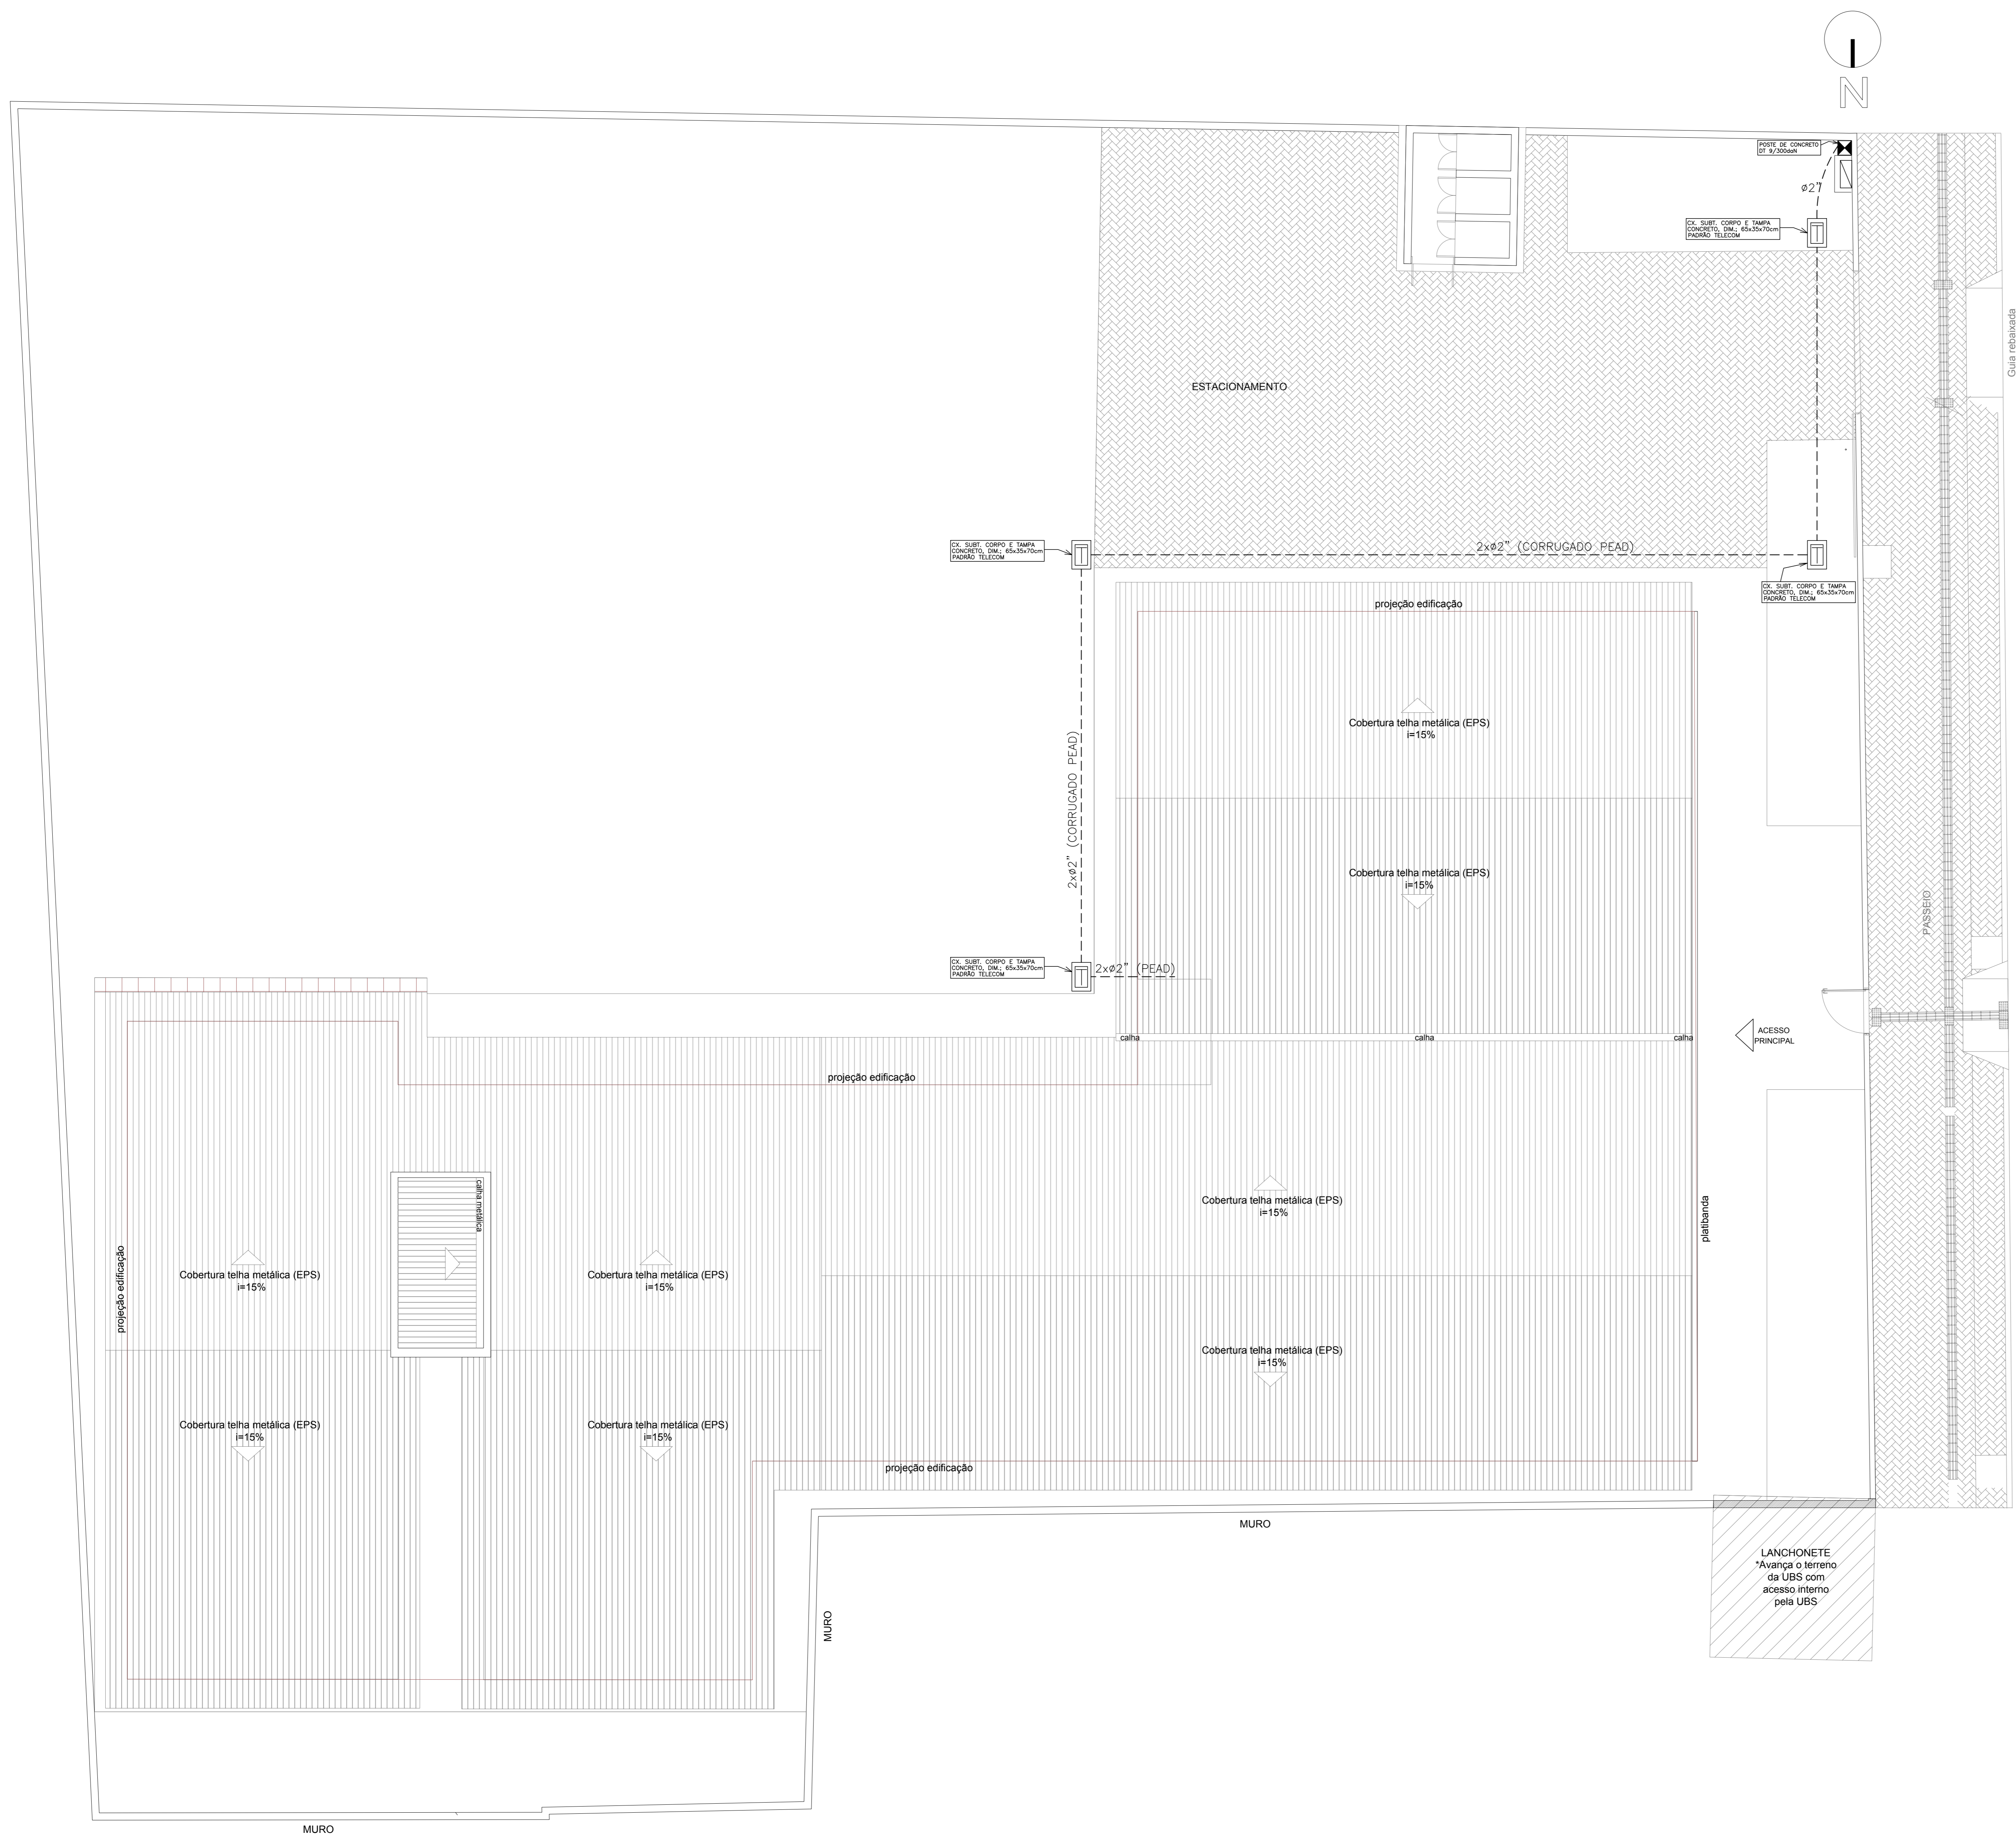 N
POSTE DE CONCRETO
DT 9/300daN
ø2"
CX. SUBT. CORPO E TAMPA
CONCRETO, DIM.; 65x35x70cm
PADRÃO TELECOM
Guia rebaixada
ESTACIONAMENTO
CX. SUBT. CORPO E TAMPA
CONCRETO, DIM.; 65x35x70cm
PADRÃO TELECOM
2xø2" (CORRUGADO PEAD)
CX. SUBT. CORPO E TAMPA
CONCRETO, DIM.; 65x35x70cm
PADRÃO TELECOM
projeção edificação
Cobertura telha metálica (EPS)
i=15%
2xø2" (CORRUGADO PEAD)
Cobertura telha metálica (EPS)
i=15%
PASSEIO
CX. SUBT. CORPO E TAMPA
CONCRETO, DIM.; 65x35x70cm
PADRÃO TELECOM
2xø2" (PEAD)
calha
calha
calha
ACESSO
PRINCIPAL
projeção edificação
calha metálica
Cobertura telha metálica (EPS)
i=15%
platibanda
projeção edificação
Cobertura telha metálica (EPS)
i=15%
Cobertura telha metálica (EPS)
i=15%
Cobertura telha metálica (EPS)
i=15%
Cobertura telha metálica (EPS)
i=15%
Cobertura telha metálica (EPS)
i=15%
projeção edificação
MURO
LANCHONETE
*Avança o terreno
da UBS com
acesso interno
pela UBS
MURO
MURO